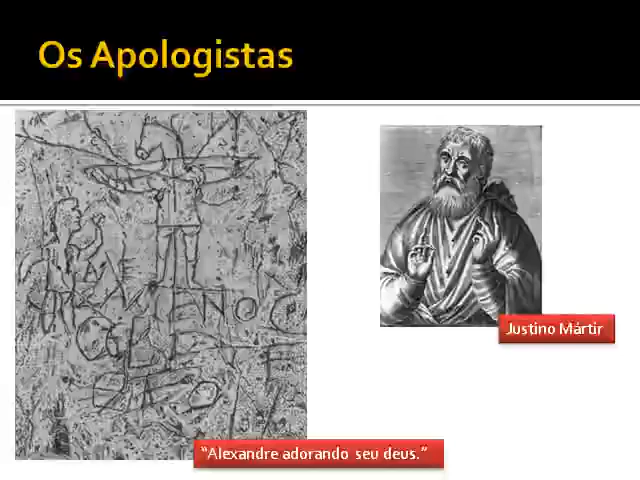 Os Apologistas
Justino Mártir
“Alexandre adorando seu deus.”